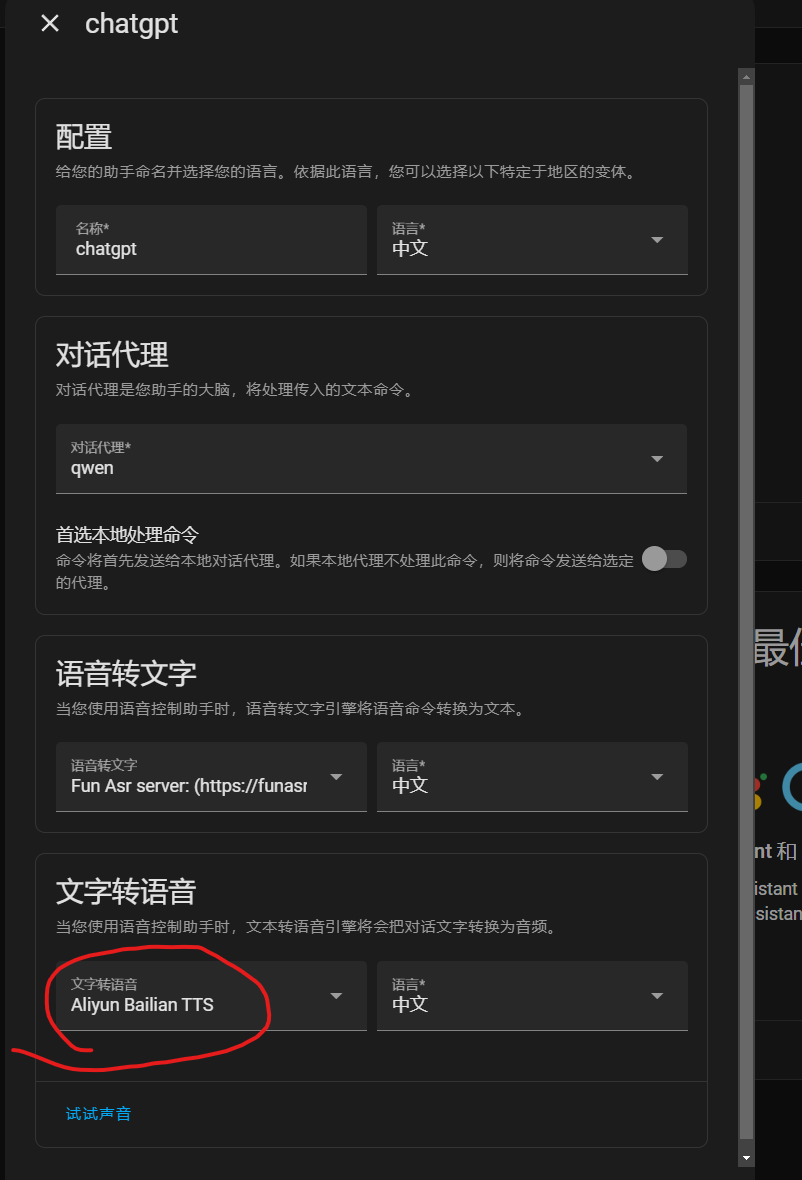 chatgpt
配置
给您的助手命名并选择您的语言。依据此语言，您可以选择以下特定于地区的变体。
名称*
chatgpt
语言*
中文
对话代理
对话代理是您助手的大脑，将处理传入的文本命令。
对话代理*
qwen
首选本地处理命令
命令将首先发送给本地对话代理。如果本地代理不处理此命令，则将命令发送给选定
的代理。
语音转文字
当您使用语音控制助手时，语音转文字引擎将语音命令转换为文本。
语音转文字
Fun Asr server: (https://funasr
语言*
中文
文字转语音
当您使用语音控制助手时，文本转语音引擎将会把对话文字转换为音频。
文字转语音
Aliyun Bailian TTS
语言*
中文
试试声音
最
nt 和
istant
sistan